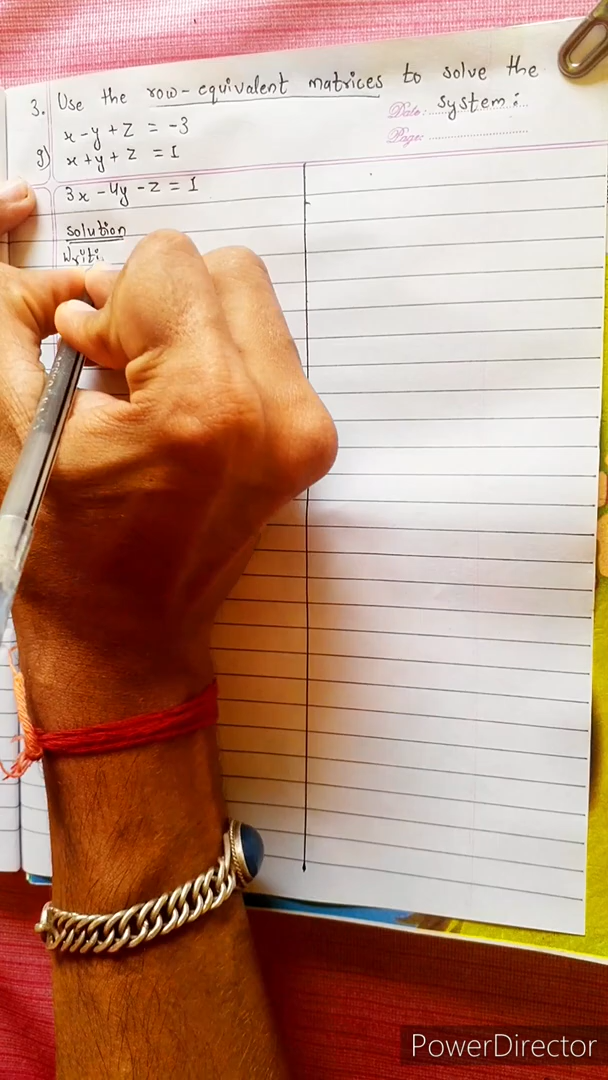 3. Use the row-equivalent matrices to solve the
system:
Date:
Page:
g) x-y+z = -3
x+y+z = 1
3x-4y-z = 1
solution
Writi
PowerDirector